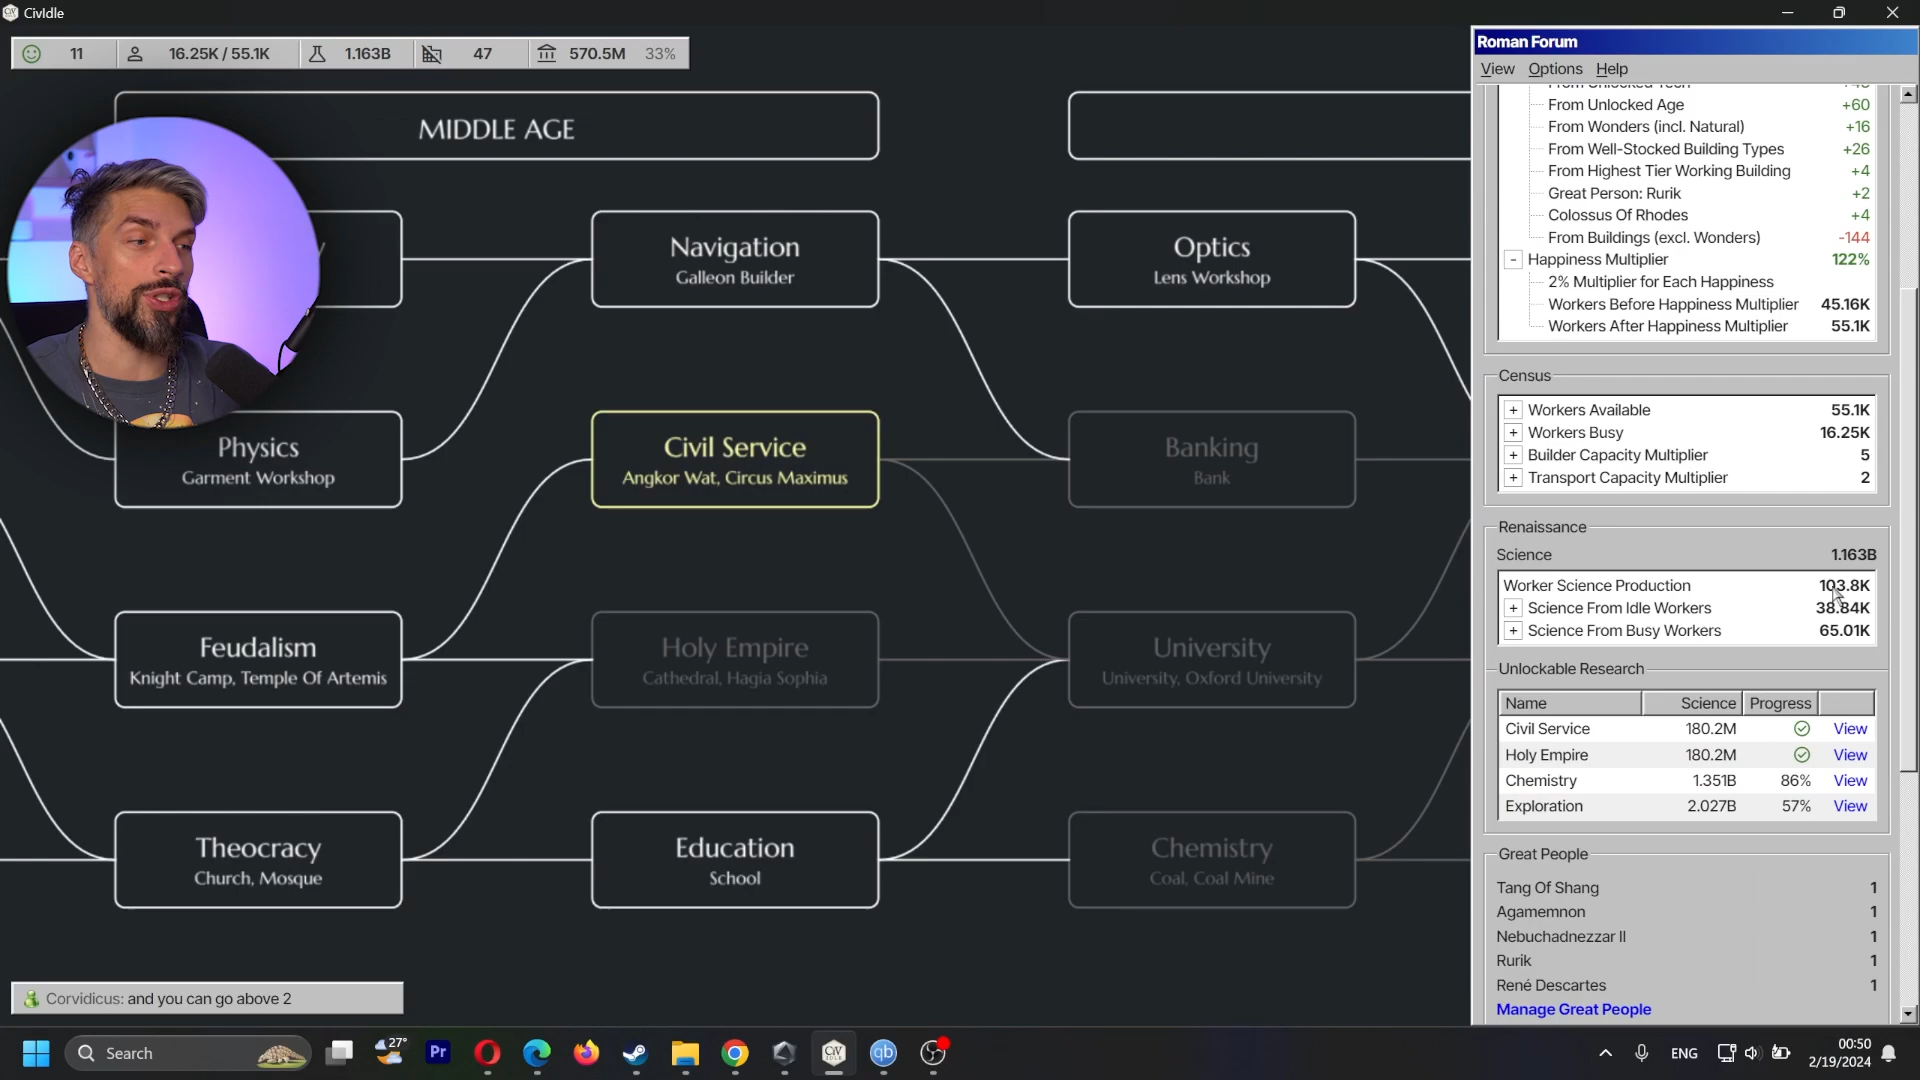 CivIdle
11 16.25K / 55.1K 1.163B 47 570.5M 33%
MIDDLE AGE
Navigation
Galleon Builder
Optics
Lens Workshop
Physics
Garment Workshop
Civil Service
Angkor Wat, Circus Maximus
Banking
Bank
Feudalism
Knight Camp, Temple Of Artemis
Holy Empire
Cathedral, Hagia Sophia
University
University, Oxford University
Theocracy
Church, Mosque
Education
School
Chemistry
Coal, Coal Mine
Corvidicus: and you can go above 2
Roman Forum
View Options Help
From Unlocked Age +60
From Wonders (incl. Natural) +16
From Well-Stocked Building Types +26
From Highest Tier Working Building +4
Great Person: Rurik +2
Colossus Of Rhodes +4
From Buildings (excl. Wonders) -144
- Happiness Multiplier 122%
2% Multiplier for Each Happiness
Workers Before Happiness Multiplier 45.16K
Workers After Happiness Multiplier 55.1K
Census
+ Workers Available 55.1K
+ Workers Busy 16.25K
+ Builder Capacity Multiplier 5
+ Transport Capacity Multiplier 2
Renaissance
Science 1.163B
Worker Science Production 103.8K
+ Science From Idle Workers 38.84K
+ Science From Busy Workers 65.01K
Unlockable Research
Name Science Progress
Civil Service 180.2M View
Holy Empire 180.2M View
Chemistry 1.351B 86% View
Exploration 2.027B 57% View
Great People
Tang Of Shang 1
Agamemnon 1
Nebuchadnezzar II 1
Rurik 1
René Descartes 1
Manage Great People
Search 27° Pr CIV IDLE qb ENG 00:50
2/19/2024